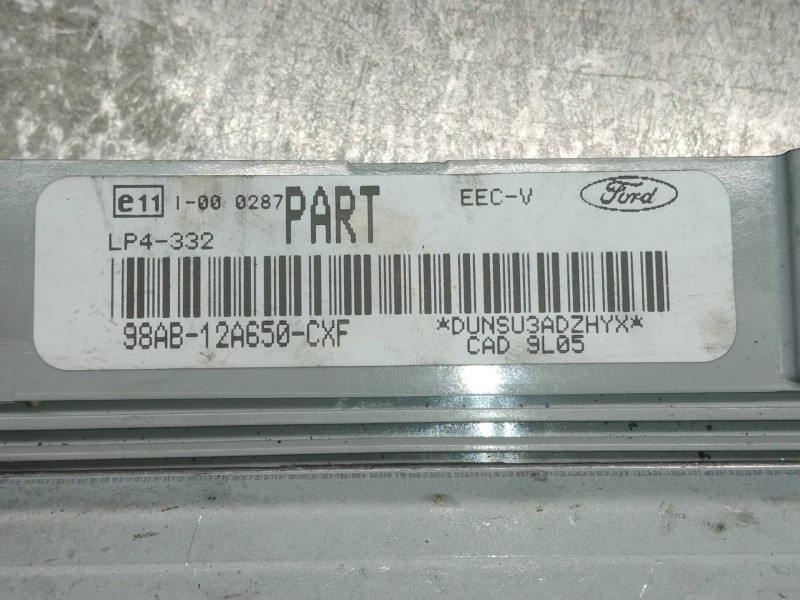 e11 I-00 0287 PART EEC-V Ford
LP4-332
98AB-12A650-CXF *DUNSU3ADZHYX*
CAD 9L05